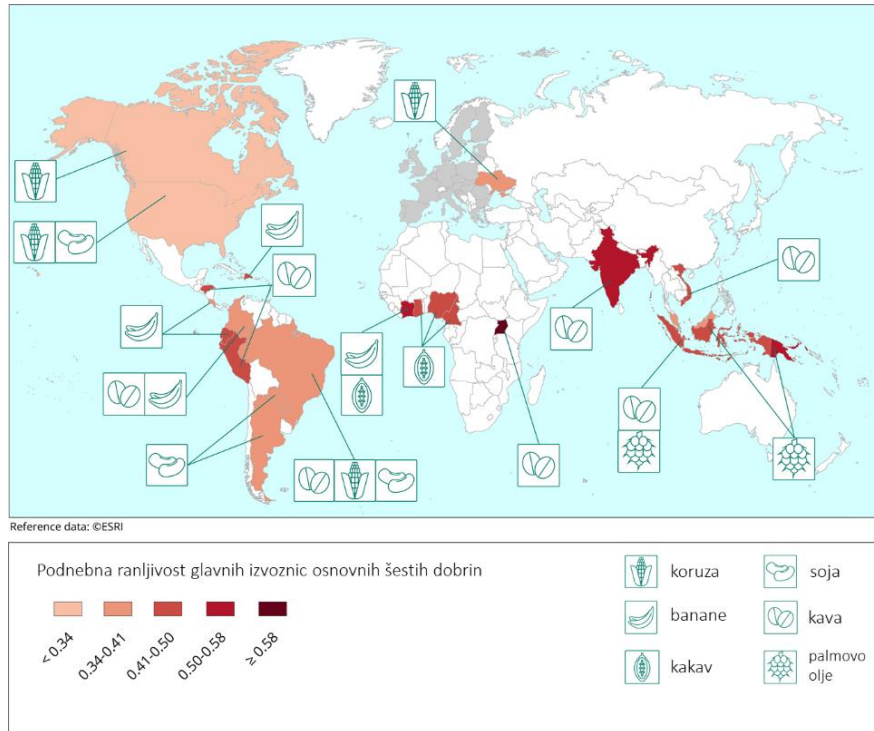 Reference data: ©ESRI
Podnebna ranljivost glavnih izvoznic osnovnih šestih dobrin
< 0.34
0.34-0.41
0.41-0.50
0.50-0.58
≥ 0.58
koruza
soja
banane
kava
kakav
palmovo
olje